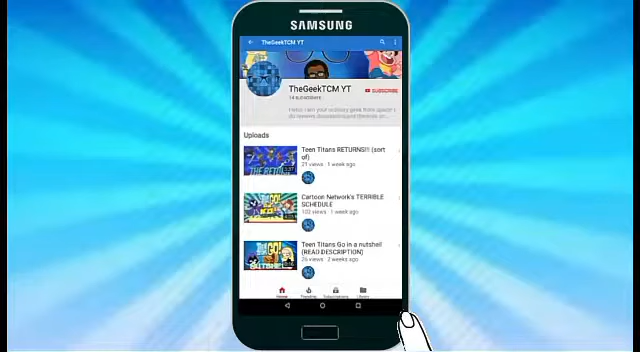 SAMSUNG
TheGeekTCM YT
TheGeekTCM YT
SUBSCRIBE
14 SUBSCRIBERS
Uploads
Teen Titans RETURNS!!! (sort
of)
21 views · 1 week ago
Cartoon Network's TERRIBLE
SCHEDULE
views · 1 week ago
Teen Titans Go in a nutshell
(READ DESCRIPTION)
26 views · 2 weeks ago
Home Trending Subscriptions Library